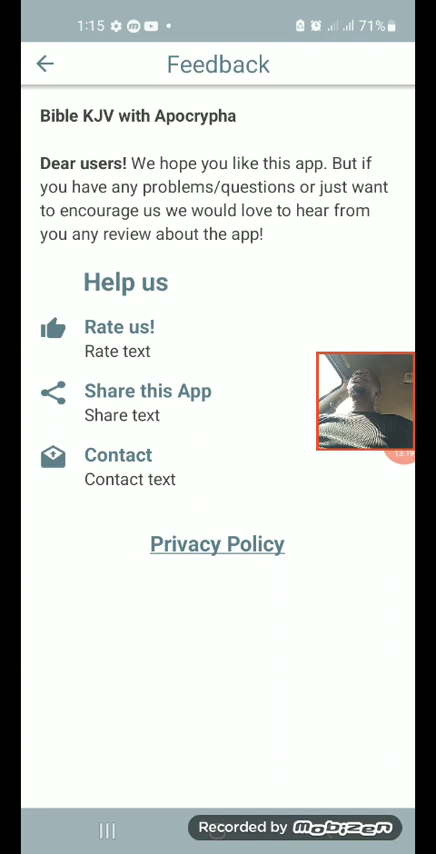 1:15 71%
Feedback
Bible KJV with Apocrypha
Dear users! We hope you like this app. But if
you have any problems/questions or just want
to encourage us we would love to hear from
you any review about the app!
Help us
Rate us!
Rate text
Share this App
Share text
13:19
Contact
Contact text
Privacy Policy
Recorded by mobizen